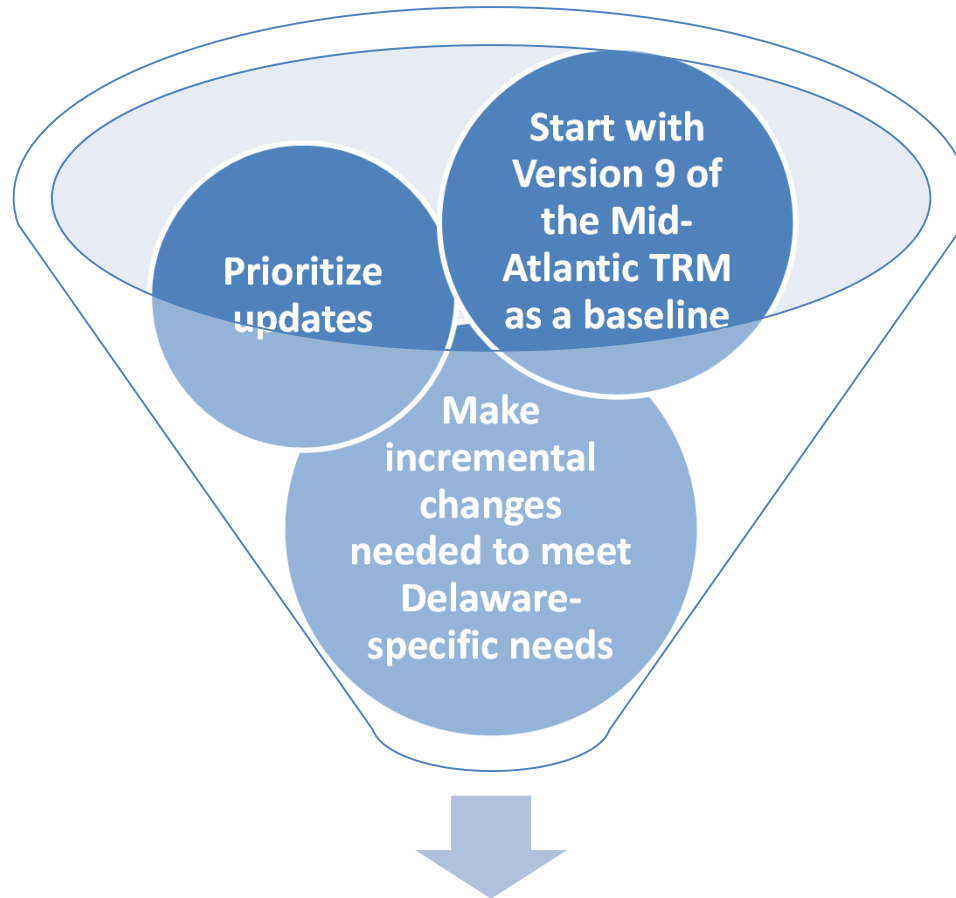 Start with
Version 9 of
the Mid-
Atlantic TRM
as a baseline
Prioritize
updates
Make
incremental
changes
needed to meet
Delaware-
specific needs